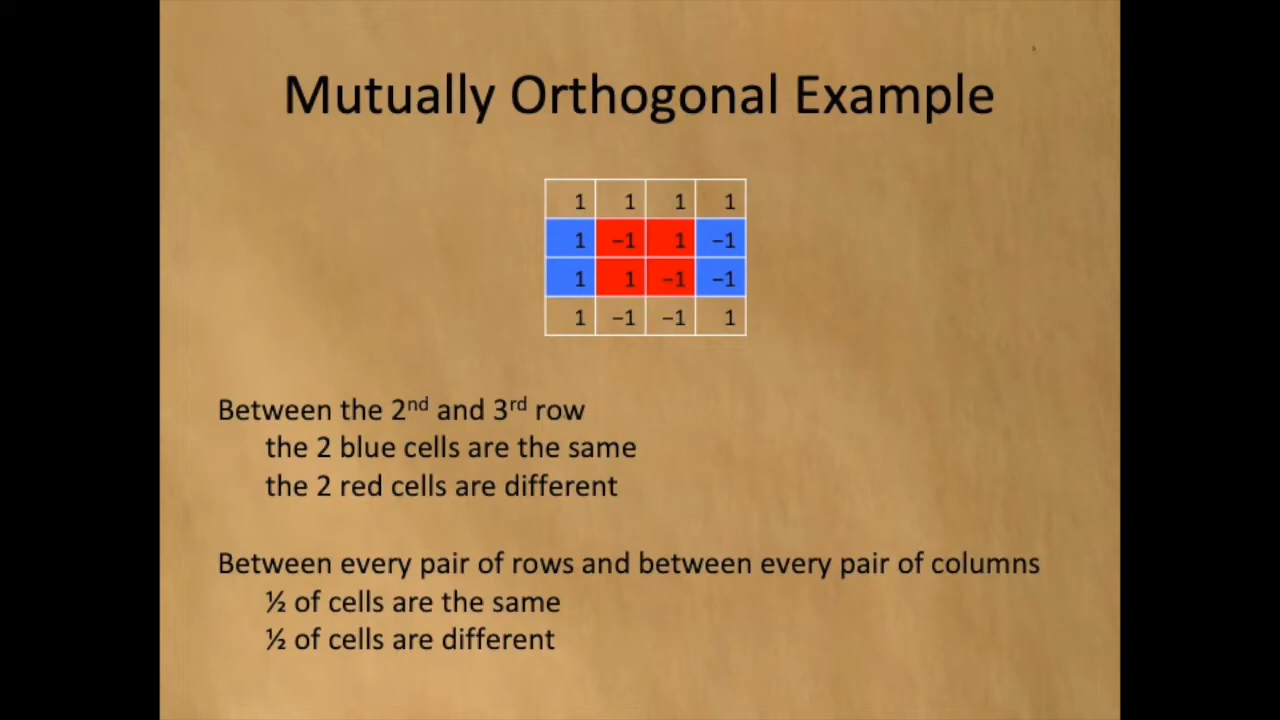 Mutually Orthogonal Example
1 1 1 1
1 −1 1 −1
1 1 −1 −1
1 −1 −1 1
Between the 2nd and 3rd row
the 2 blue cells are the same
the 2 red cells are different
Between every pair of rows and between every pair of columns
½ of cells are the same
½ of cells are different